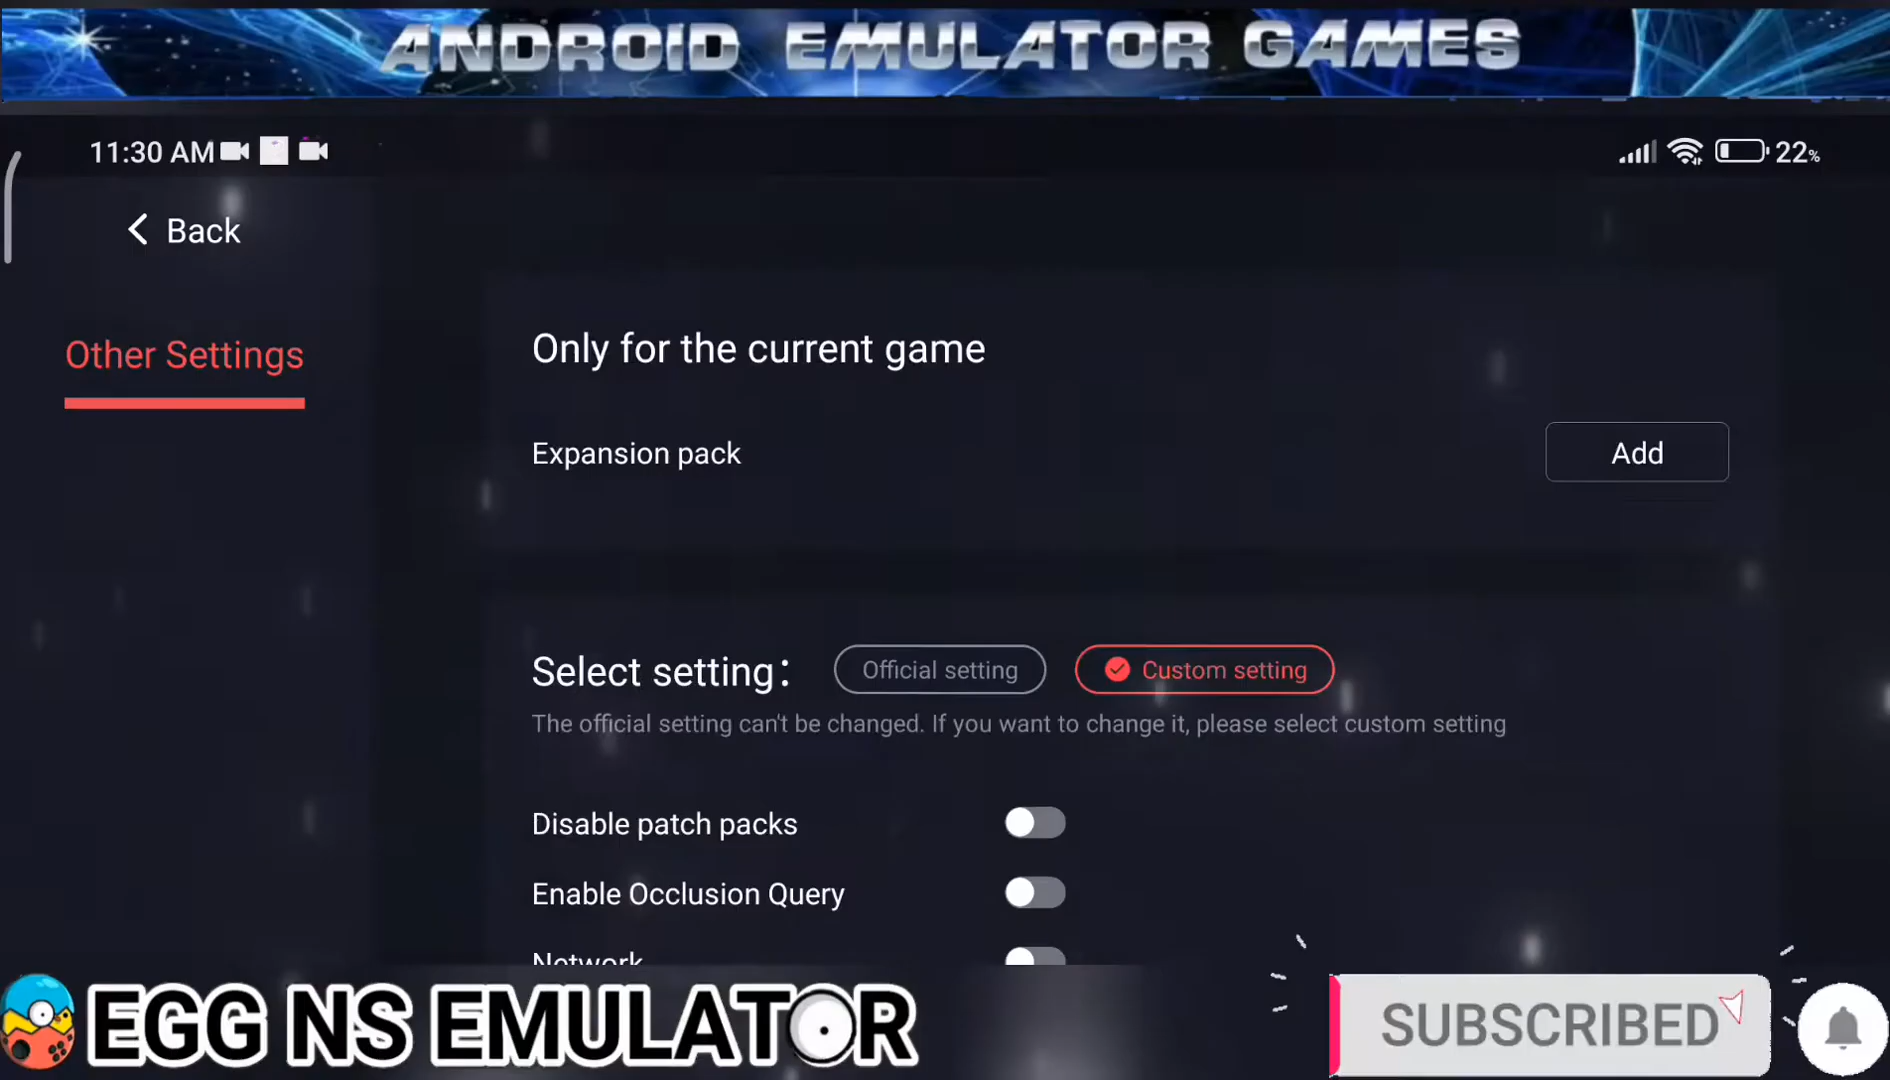 ANDROID EMULATOR GAMES
11:30 AM
22%
Back
Other Settings
Only for the current game
Expansion pack
Add
Select setting:
Official setting
Custom setting
The official setting can't be changed. If you want to change it, please select custom setting
Disable patch packs
Enable Occlusion Query
Network
EGG NS EMULATOR
SUBSCRIBED